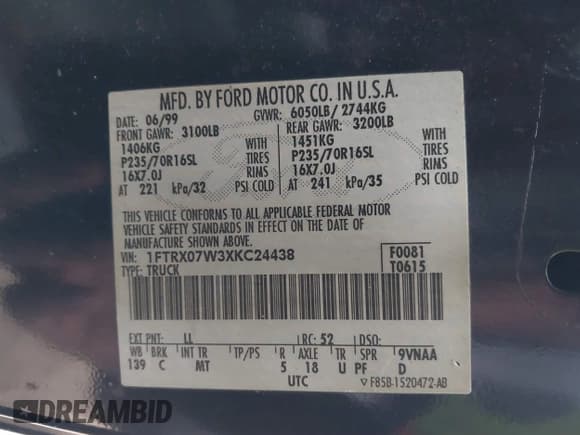 MFD. BY FORD MOTOR CO. IN U.S.A.
DATE: 06/99 GVWR: 6050LB/ 2744KG
FRONT GAWR: 3100LB REAR GAWR: 3200LB
1406KG WITH 1451KG WITH
P235/70R16SL TIRES P235/70R16SL TIRES
16X7.0J RIMS 16X7.0J RIMS
AT 221 kPa/32 PSI COLD AT 241 kPa/35 PSI COLD
THIS VEHICLE CONFORMS TO ALL APPLICABLE FEDERAL MOTOR
VEHICLE SAFETY STANDARDS IN EFFECT ON THE DATE OF
MANUFACTURE SHOWN ABOVE.
VIN: 1FTRX07W3XKC24438 F0081
TYPE: TRUCK T0615
EXT PNT: LL RC: 52 DSO:
WB BRK INT TR TP/PS R AXLE TR SPR 9VNAA
139 C MT 5 18 U PF D
UTC ▽ F85B-1520472-AB
DREAMBID